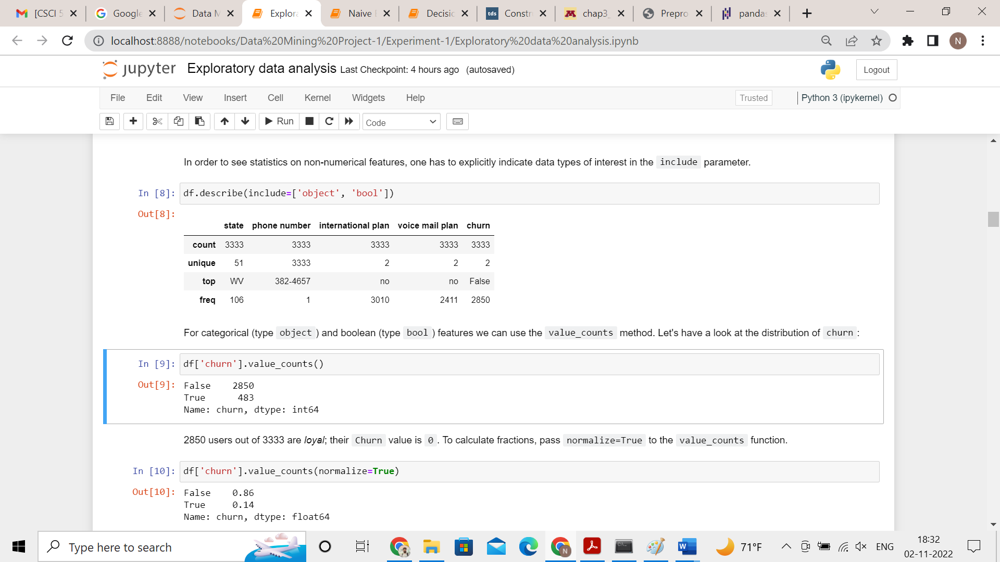 [CSCI 5
Google
Data M
Explora
Naive
Decisio
tds Constr
chap3_
Prepro
pandas
localhost:8888/notebooks/Data%20Mining%20Project-1/Experiment-1/Exploratory%20data%20analysis.ipynb
N
jupyter Exploratory data analysis Last Checkpoint: 4 hours ago (autosaved)
Logout
File Edit View Insert Cell Kernel Widgets Help
Trusted
Python 3 (ipykernel)
Run
Code
In order to see statistics on non-numerical features, one has to explicitly indicate data types of interest in the include parameter.
In [8]: df.describe(include=['object', 'bool'])
Out[8]:
state phone number international plan voice mail plan churn
count 3333 3333 3333 3333 3333
unique 51 3333 2 2 2
top WV 382-4657 no no False
freq 106 1 3010 2411 2850
For categorical (type object ) and boolean (type bool ) features we can use the value_counts method. Let's have a look at the distribution of churn :
In [9]: df['churn'].value_counts()
Out[9]: False 2850
True 483
Name: churn, dtype: int64
2850 users out of 3333 are loyal; their Churn value is 0 . To calculate fractions, pass normalize=True to the value_counts function.
In [10]: df['churn'].value_counts(normalize=True)
Out[10]: False 0.86
True 0.14
Name: churn, dtype: float64
Type here to search
N
W
71°F
ENG
18:32
02-11-2022